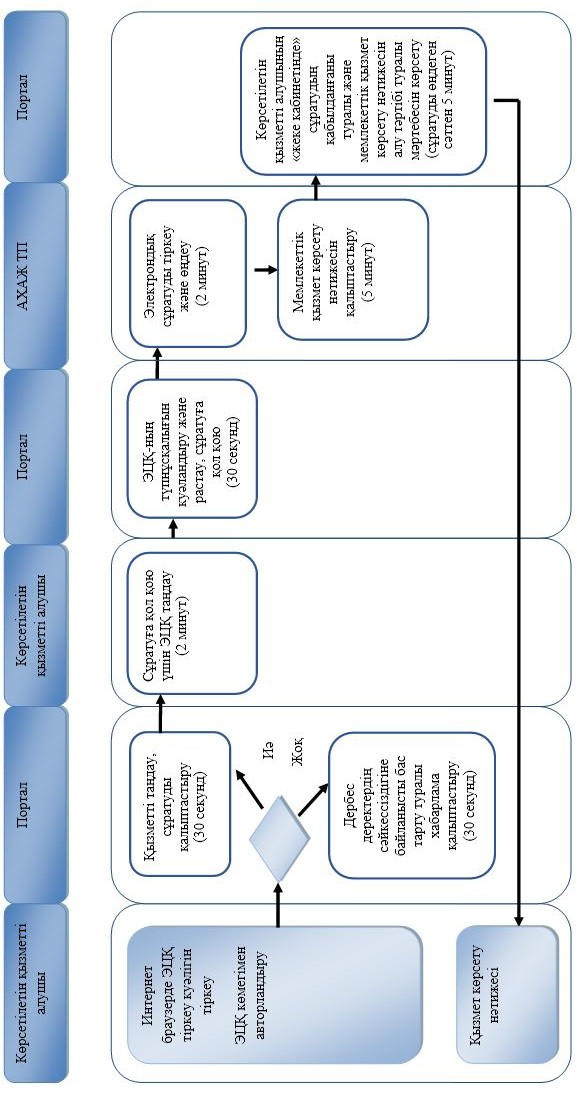 Көрсетілетін қызметті
алушы
Портал
Көрсетілетін
қызметті алушы
Портал
АХАЖ ТП
Портал
Интернет
браузерде ЭЦҚ
тіркеу куәлігін
тіркеу
ЭЦҚ көмегімен
авторландыру
Қызмет көрсету
нәтижесі
Қызметті таңдау,
сұратуды
қалыптастыру
(30 секунд)
Иә
Жоқ
Дербес
деректердің
сәйкессіздігіне
байланысты бас
тарту туралы
хабарлама
қалыптастыру
(30 секунд)
Сұратуға қол қою
үшін ЭЦҚ таңдау
(2 минут)
ЭЦҚ-ның
түпнұсқалығын
куәландыру және
растау, сұратуға
қол қою
(30 секунд)
Электрондық
сұратуды тіркеу
және өңдеу
(2 минут)
Мемлекеттік
қызмет көрсету
нәтижесін
қалыптастыру
(5 минут)
Көрсетілетін
қызметті алушының
«жеке кабинетінде»
сұратудың
қабылданғаны
туралы және
мемлекеттік қызмет
көрсету нәтижесін
алу тәртібі туралы
мәртебесін көрсету
(сұратуды өңдеген
сәттен 5 минут)